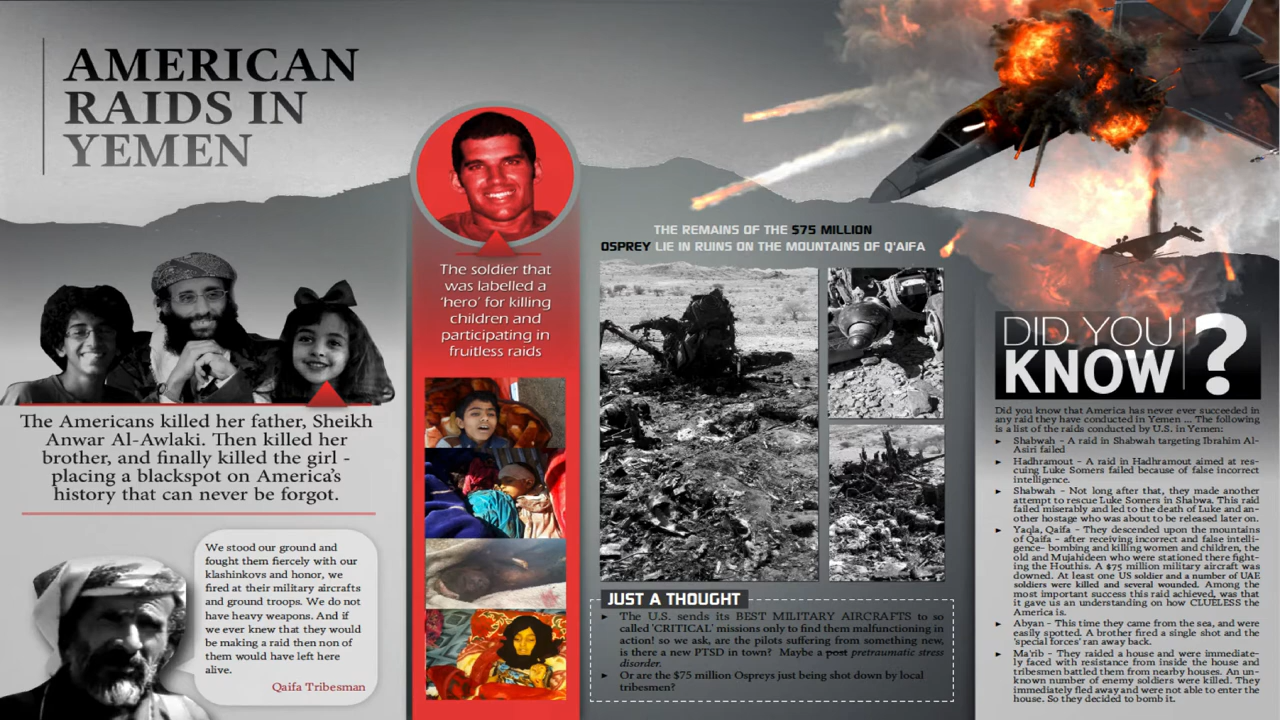 AMERICAN
RAIDS IN
YEMEN
The Americans killed her father, Sheikh
Anwar Al-Awlaki. Then killed her
brother, and finally killed the girl -
placing a blackspot on America's
history that can never be forgot.
We stood our ground and
fought them fiercely with our
klashinkovs and honor, we
fired at their military aircrafts
and ground troops. We do not
have heavy weapons. And if
we ever knew that they would
be making a raid then non of
them would have left here
alive.
Qaifa Tribesman
The soldier that
was labelled a
'hero' for killing
children and
participating in
fruitless raids
THE REMAINS OF THE $75 MILLION
OSPREY LIE IN RUINS ON THE MOUNTAINS OF Q'AIFA
JUST A THOUGHT
► The U.S. sends its BEST MILITARY AIRCRAFTS to so
called 'CRITICAL' missions only to find them malfunctioning in
action! so we ask, are the pilots suffering from something new,
is there a new PTSD in town? Maybe a post pretraumatic stress
disorder.
► Or are the $75 million Ospreys just being shot down by local
tribesmen?
DID YOU
KNOW ?
Did you know that America has never ever succeeded in
any raid they have conducted in Yemen ... The following
is a list of the raids conducted by U.S. in Yemen:
► Shabwah - A raid in Shabwah targeting Ibrahim Al-
Asiri failed
► Hadhramout - A raid in Hadhramout aimed at res-
cuing Luke Somers failed because of false incorrect
intelligence.
► Shabwah - Not long after that, they made another
attempt to rescue Luke Somers in Shabwa. This raid
failed miserably and led to the death of Luke and an-
other hostage who was about to be released later on.
► Yaqla, Qaifa - They descended upon the mountains
of Qaifa - after receiving incorrect and false intelli-
gence- bombing and killing women and children, the
old and Mujahideen who were stationed there fight-
ing the Houthis. A $75 million military aircraft was
downed. At least one US soldier and a number of UAE
soldiers were killed and several wounded. Among the
most important success this raid achieved, was that
it gave us an understanding on how CLUELESS the
America is.
► Abyan - This time they came from the sea, and were
easily spotted. A brother fired a single shot and the
'special forces' ran away back.
► Ma'rib - They raided a house and were immediate-
ly faced with resistance from inside the house and
tribesmen battled them from nearby houses. An un-
known number of enemy soldiers were killed. They
immediately fled away and were not able to enter the
house. So they decided to bomb it.